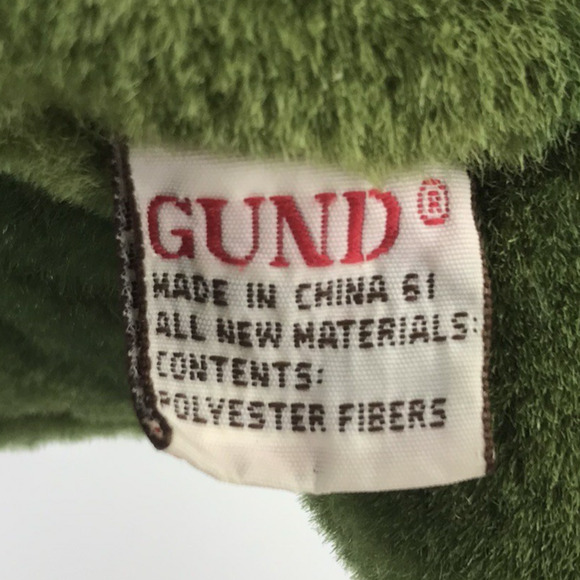 GUND ®
MADE IN CHINA 61
ALL NEW MATERIALS:
CONTENTS:
POLYESTER FIBERS